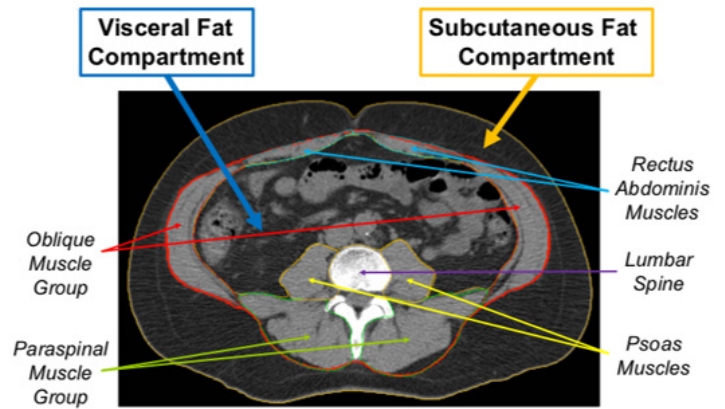 Visceral Fat
Compartment
Subcutaneous Fat
Compartment
Rectus
Abdominis
Muscles
Oblique
Muscle
Group
Lumbar
Spine
Paraspinal
Muscle
Group
Psoas
Muscles